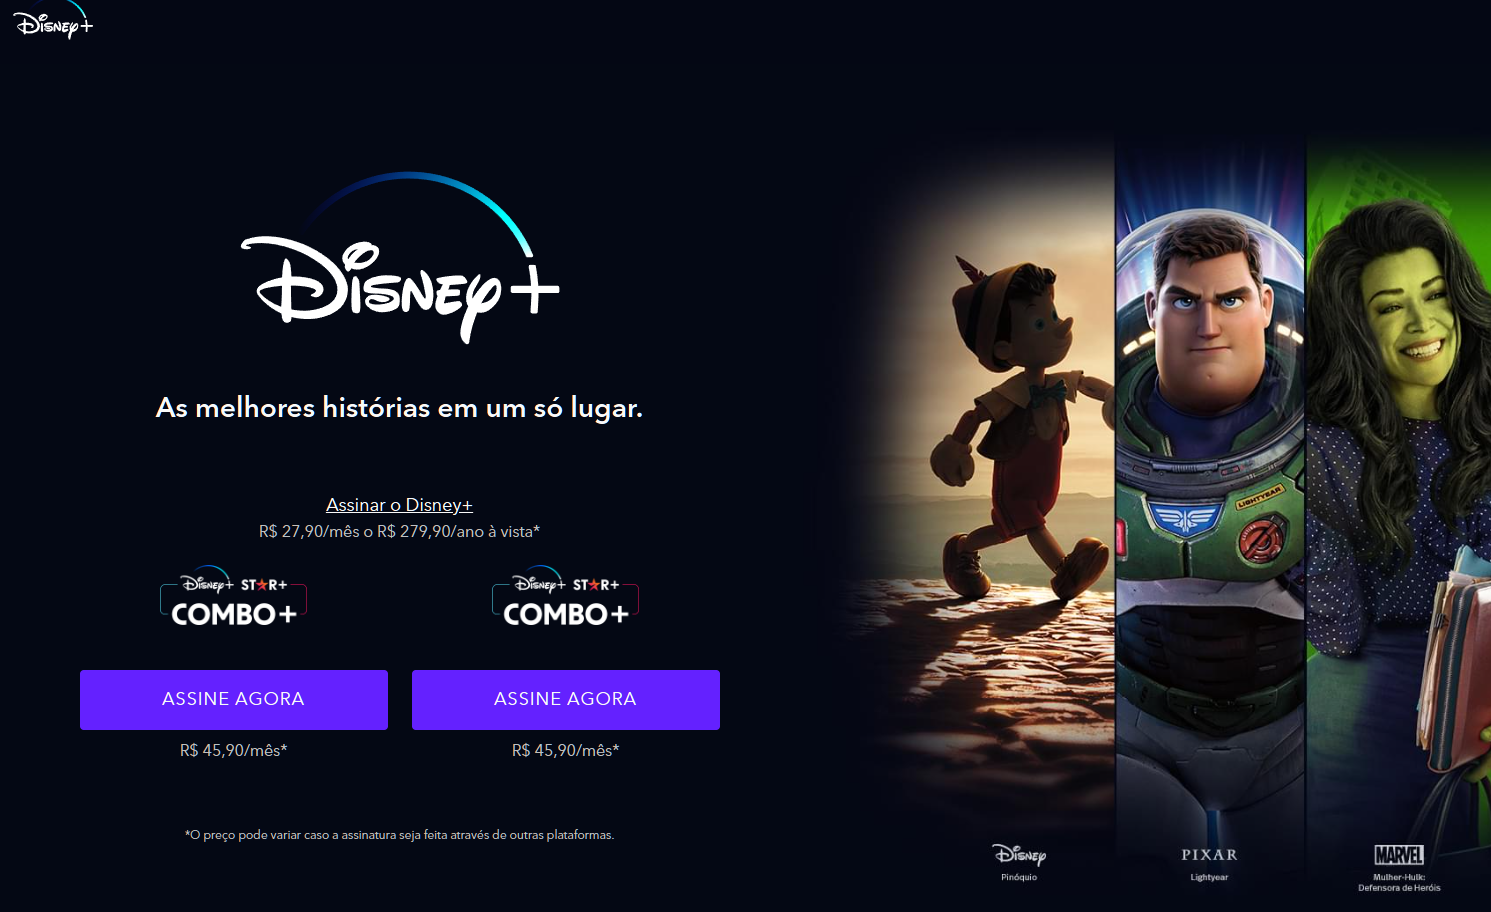 Disney+
Disney+
As melhores histórias em um só lugar.
Assinar o Disney+
R$ 27,90/mês o R$ 279,90/ano à vista*
Disney+ STAR+
COMBO+
ASSINE AGORA
R$ 45,90/mês*
Disney+ STAR+
COMBO+
ASSINE AGORA
R$ 45,90/mês*
*O preço pode variar caso a assinatura seja feita através de outras plataformas.
LIGHTYEAR
Disney
Pinóquio
PIXAR
Lightyear
MARVEL
Mulher-Hulk:
Defensora de Heróis